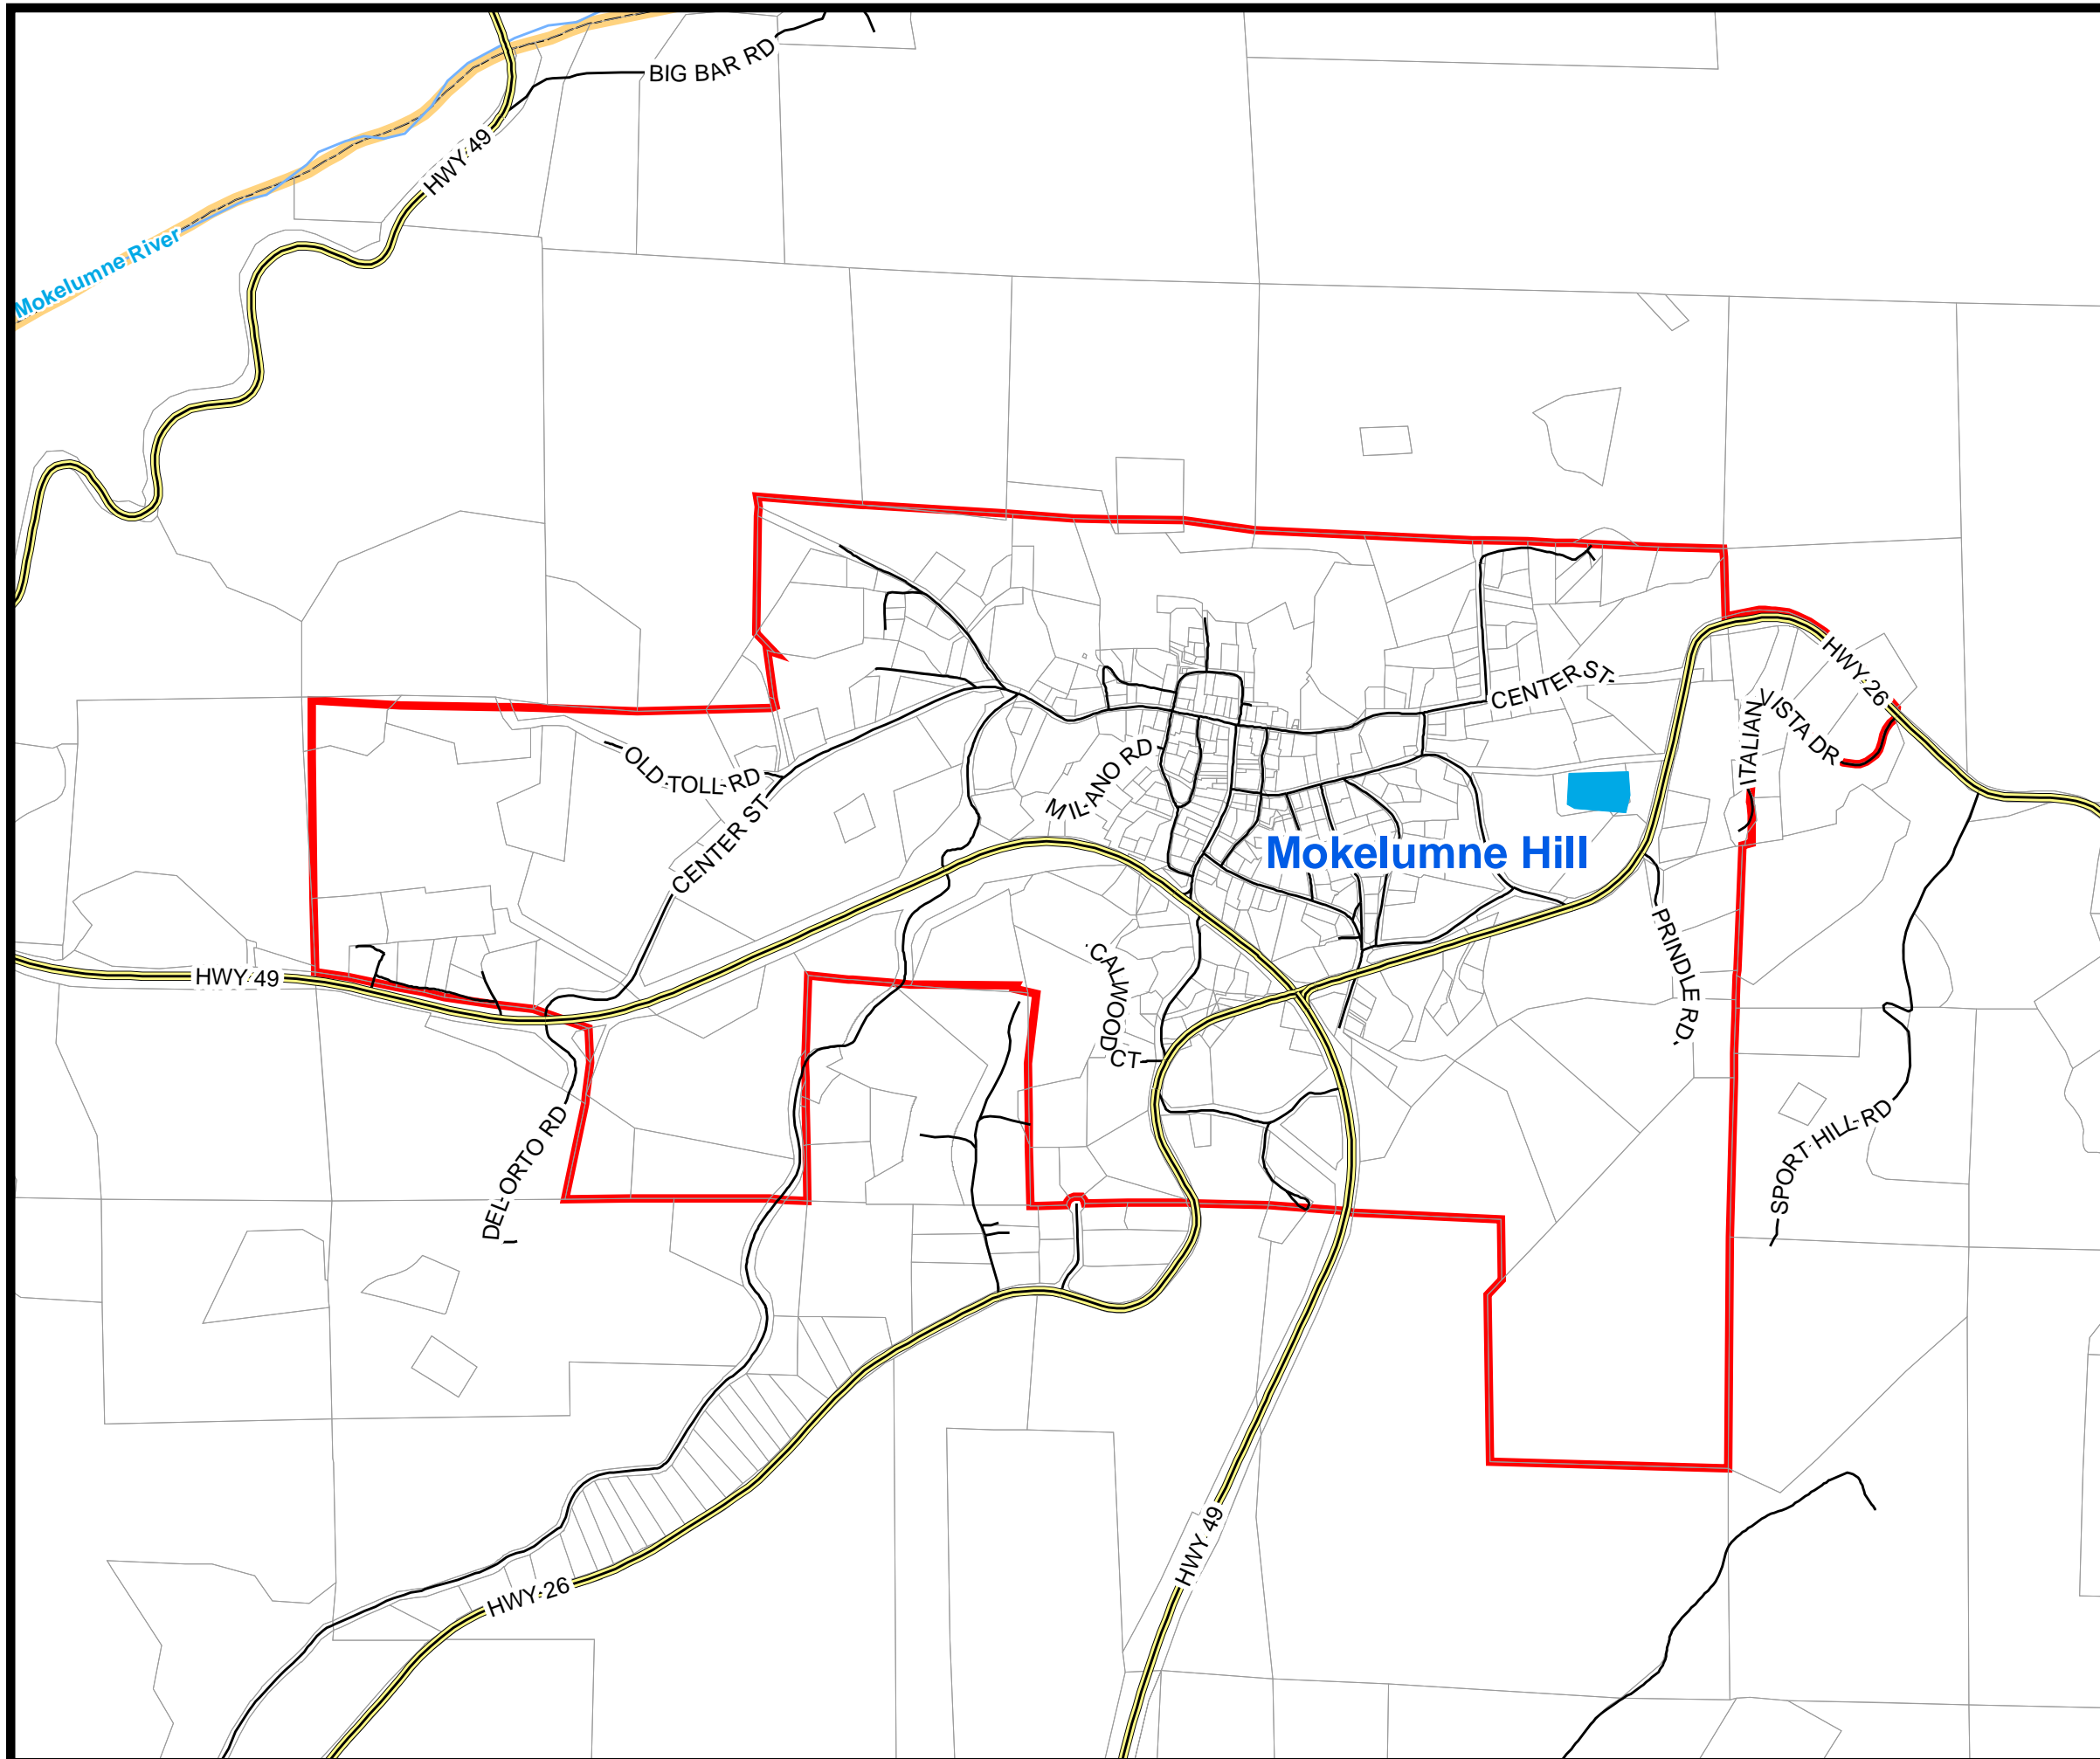 BIG BAR RD
HWY 49
Mokelumne River
HWY 26
CENTER ST
VISTA DR
ITALIAN
OLD TOLL RD
MILANO RD
CENTER ST
Mokelumne Hill
PRINDLE RD
CALWOOD CT
HWY 49
DEL ORTO RD
SPORT HILL RD
HWY 49
HWY 26